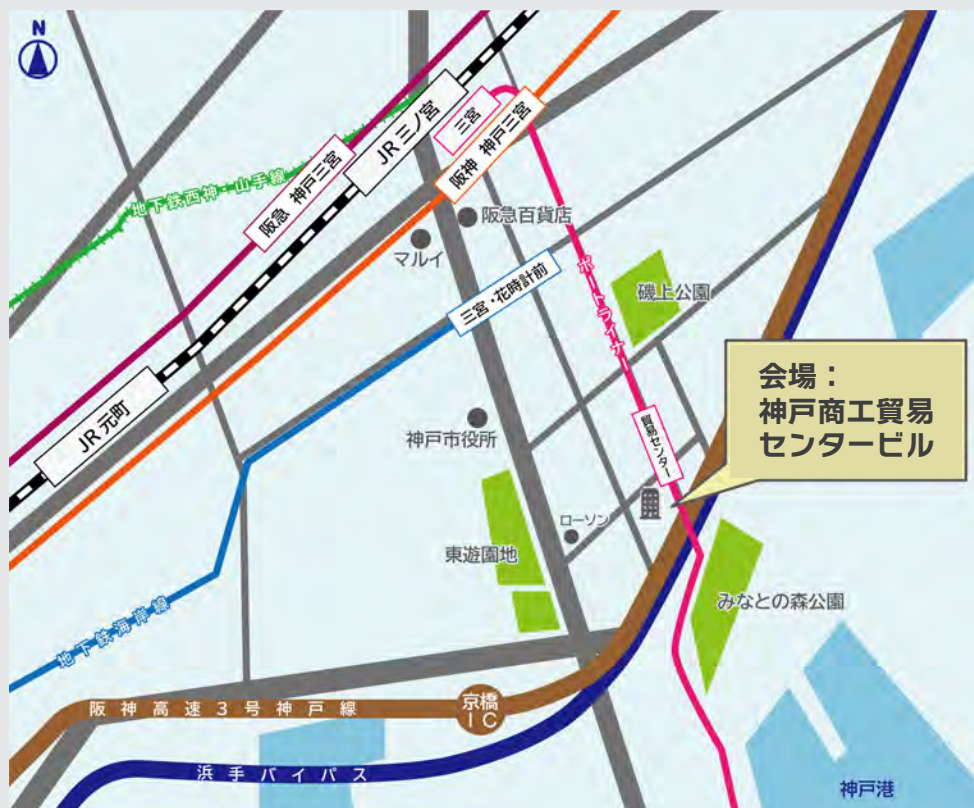 N
地下鉄西神・山手線
阪急 神戸三宮
JR 三ノ宮
三宮
阪神 神戸三宮
阪急百貨店
マルイ
三宮・花時計前
ポートライナー
磯上公園
JR 元町
神戸市役所
貿易センター
会場：
神戸商工貿易
センタービル
ローソン
東遊園地
みなとの森公園
地下鉄海岸線
阪神高速3号神戸線
京橋
IC
浜手バイパス
神戸港